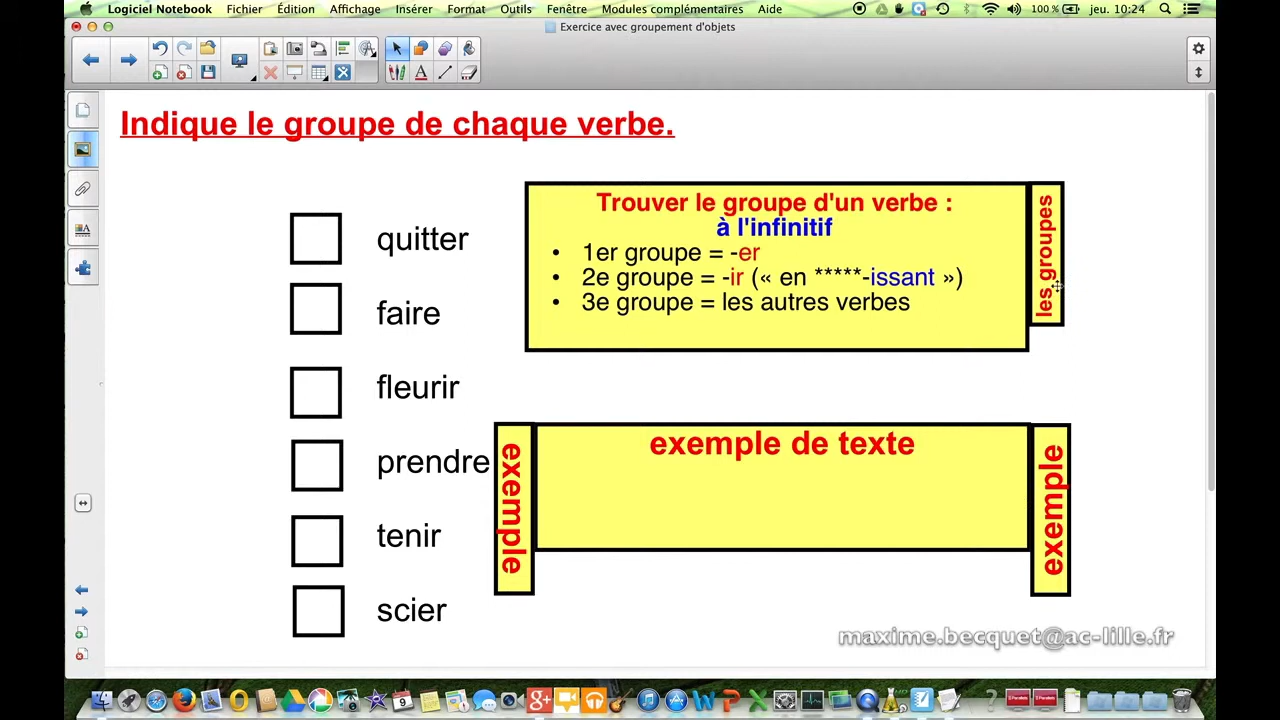 Logiciel Notebook Fichier Édition Affichage Insérer Format Outils Fenêtre Modules complémentaires Aide 100 % jeu. 10:24
Exercice avec groupement d'objets
Indique le groupe de chaque verbe.
Trouver le groupe d'un verbe :
à l'infinitif
• 1er groupe = -er
• 2e groupe = -ir (« en *****-issant »)
• 3e groupe = les autres verbes
les groupes
quitter
faire
fleurir
prendre
tenir
scier
exemple
exemple de texte
exemple
maxime.becquet@ac-lille.fr